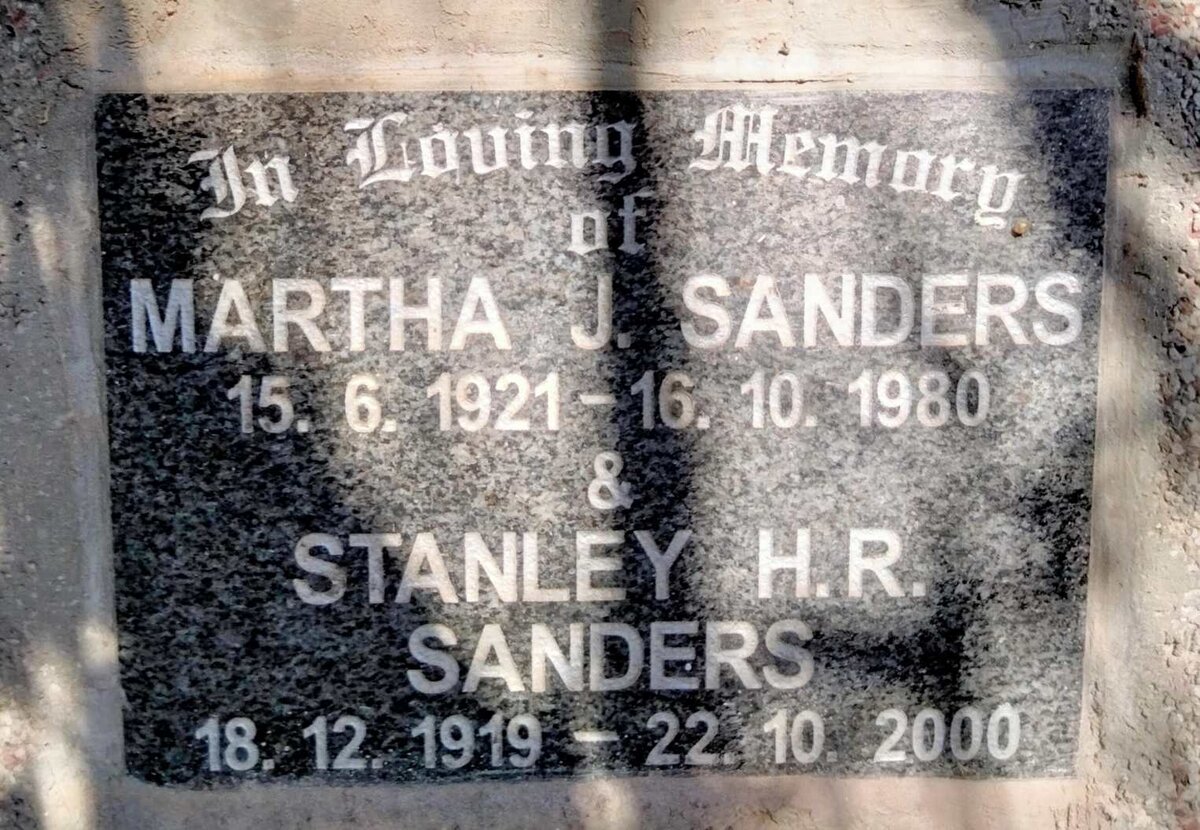 In Loving Memory
of
MARTHA J. SANDERS
15. 6. 1921 – 16. 10. 1980
&
STANLEY H.R.
SANDERS
18. 12. 1919 – 22. 10. 2000